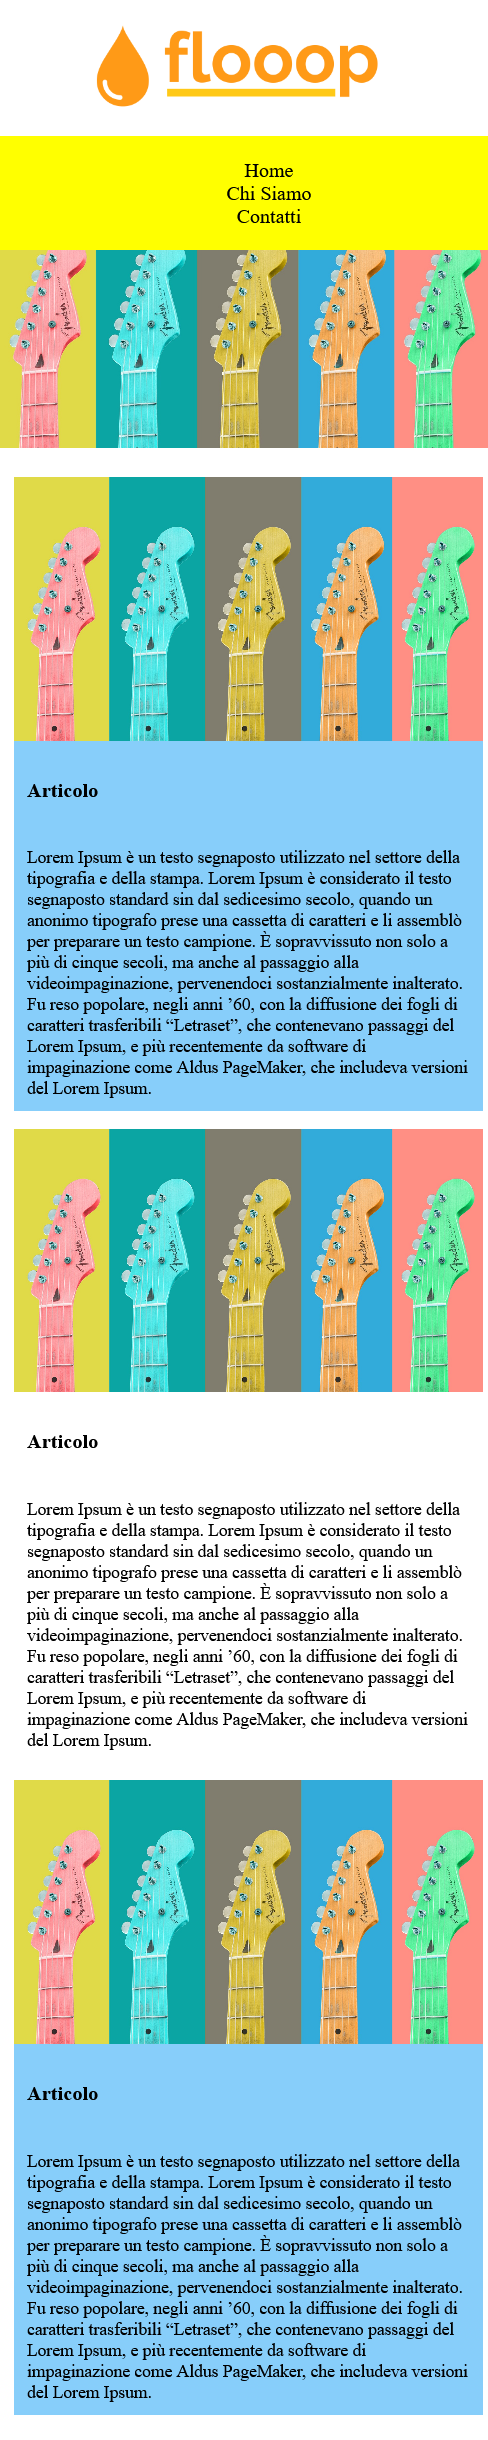 flooop
Home
Chi Siamo
Contatti
Articolo
Lorem Ipsum è un testo segnaposto utilizzato nel settore della
tipografia e della stampa. Lorem Ipsum è considerato il testo
segnaposto standard sin dal sedicesimo secolo, quando un
anonimo tipografo prese una cassetta di caratteri e li assemblò
per preparare un testo campione. È sopravvissuto non solo a
più di cinque secoli, ma anche al passaggio alla
videoimpaginazione, pervenendoci sostanzialmente inalterato.
Fu reso popolare, negli anni ’60, con la diffusione dei fogli di
caratteri trasferibili “Letraset”, che contenevano passaggi del
Lorem Ipsum, e più recentemente da software di
impaginazione come Aldus PageMaker, che includeva versioni
del Lorem Ipsum.
Articolo
Lorem Ipsum è un testo segnaposto utilizzato nel settore della
tipografia e della stampa. Lorem Ipsum è considerato il testo
segnaposto standard sin dal sedicesimo secolo, quando un
anonimo tipografo prese una cassetta di caratteri e li assemblò
per preparare un testo campione. È sopravvissuto non solo a
più di cinque secoli, ma anche al passaggio alla
videoimpaginazione, pervenendoci sostanzialmente inalterato.
Fu reso popolare, negli anni ’60, con la diffusione dei fogli di
caratteri trasferibili “Letraset”, che contenevano passaggi del
Lorem Ipsum, e più recentemente da software di
impaginazione come Aldus PageMaker, che includeva versioni
del Lorem Ipsum.
Articolo
Lorem Ipsum è un testo segnaposto utilizzato nel settore della
tipografia e della stampa. Lorem Ipsum è considerato il testo
segnaposto standard sin dal sedicesimo secolo, quando un
anonimo tipografo prese una cassetta di caratteri e li assemblò
per preparare un testo campione. È sopravvissuto non solo a
più di cinque secoli, ma anche al passaggio alla
videoimpaginazione, pervenendoci sostanzialmente inalterato.
Fu reso popolare, negli anni ’60, con la diffusione dei fogli di
caratteri trasferibili “Letraset”, che contenevano passaggi del
Lorem Ipsum, e più recentemente da software di
impaginazione come Aldus PageMaker, che includeva versioni
del Lorem Ipsum.